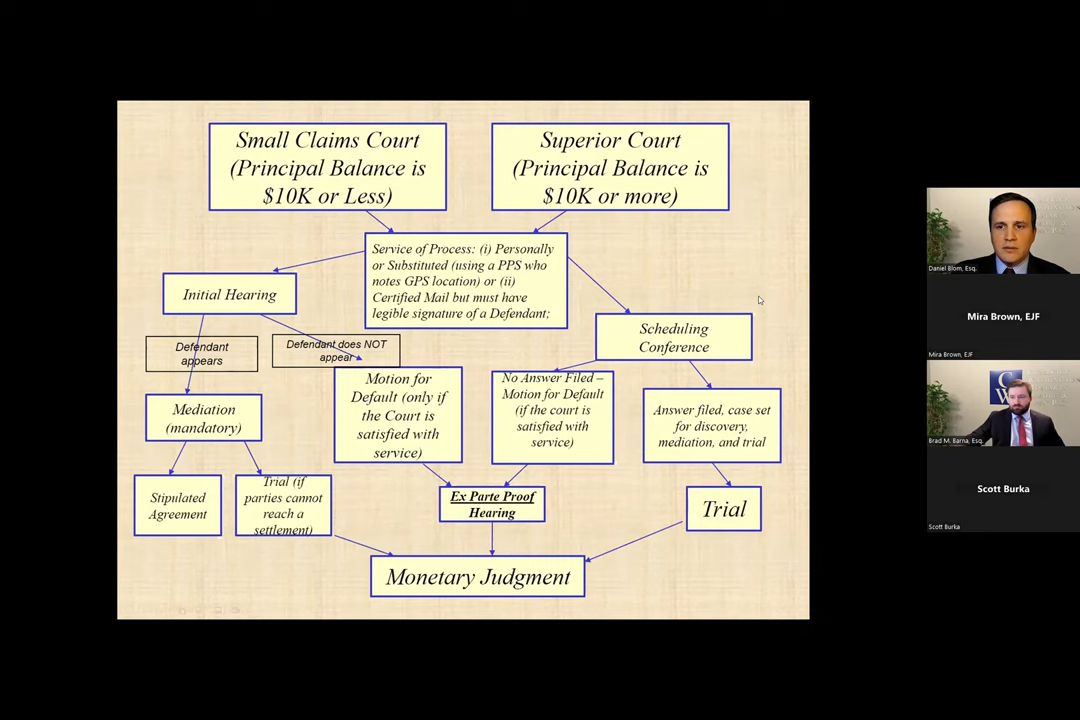 Small Claims Court
(Principal Balance is
$10K or Less)
Superior Court
(Principal Balance is
$10K or more)
Service of Process: (i) Personally
or Substituted (using a PPS who
notes GPS location) or (ii)
Certified Mail but must have
legible signature of a Defendant;
Initial Hearing
Scheduling
Conference
Defendant
appears
Defendant does NOT
appear
Mediation
(mandatory)
Motion for
Default (only if
the Court is
satisfied with
service)
No Answer Filed –
Motion for Default
(if the court is
satisfied with
service)
Answer filed, case set
for discovery,
mediation, and trial
Stipulated
Agreement
Trial (if
parties cannot
reach a
settlement)
Ex Parte Proof
Hearing
Trial
Monetary Judgment
Daniel Blom, Esq.
Mira Brown, EJF
Mira Brown, EJF
Brad M. Barna, Esq.
Scott Burka
Scott Burka